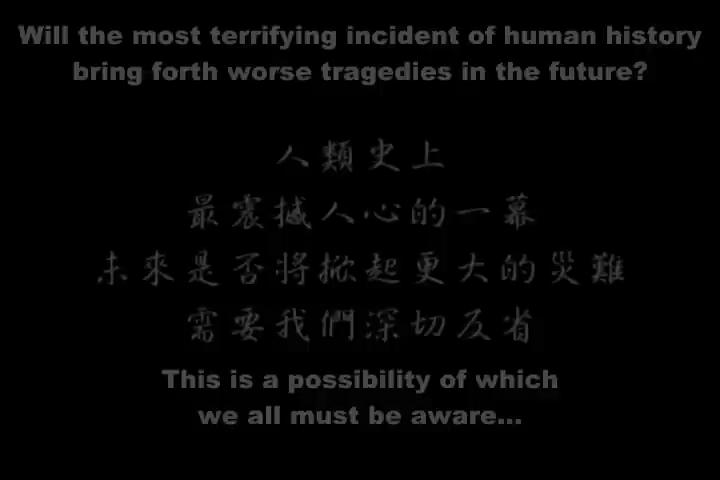 Will the most terrifying incident of human history
bring forth worse tragedies in the future?
人類史上
最震撼人心的一幕
未來是否將掀起更大的災難
需要我們深切反省
This is a possibility of which
we all must be aware...